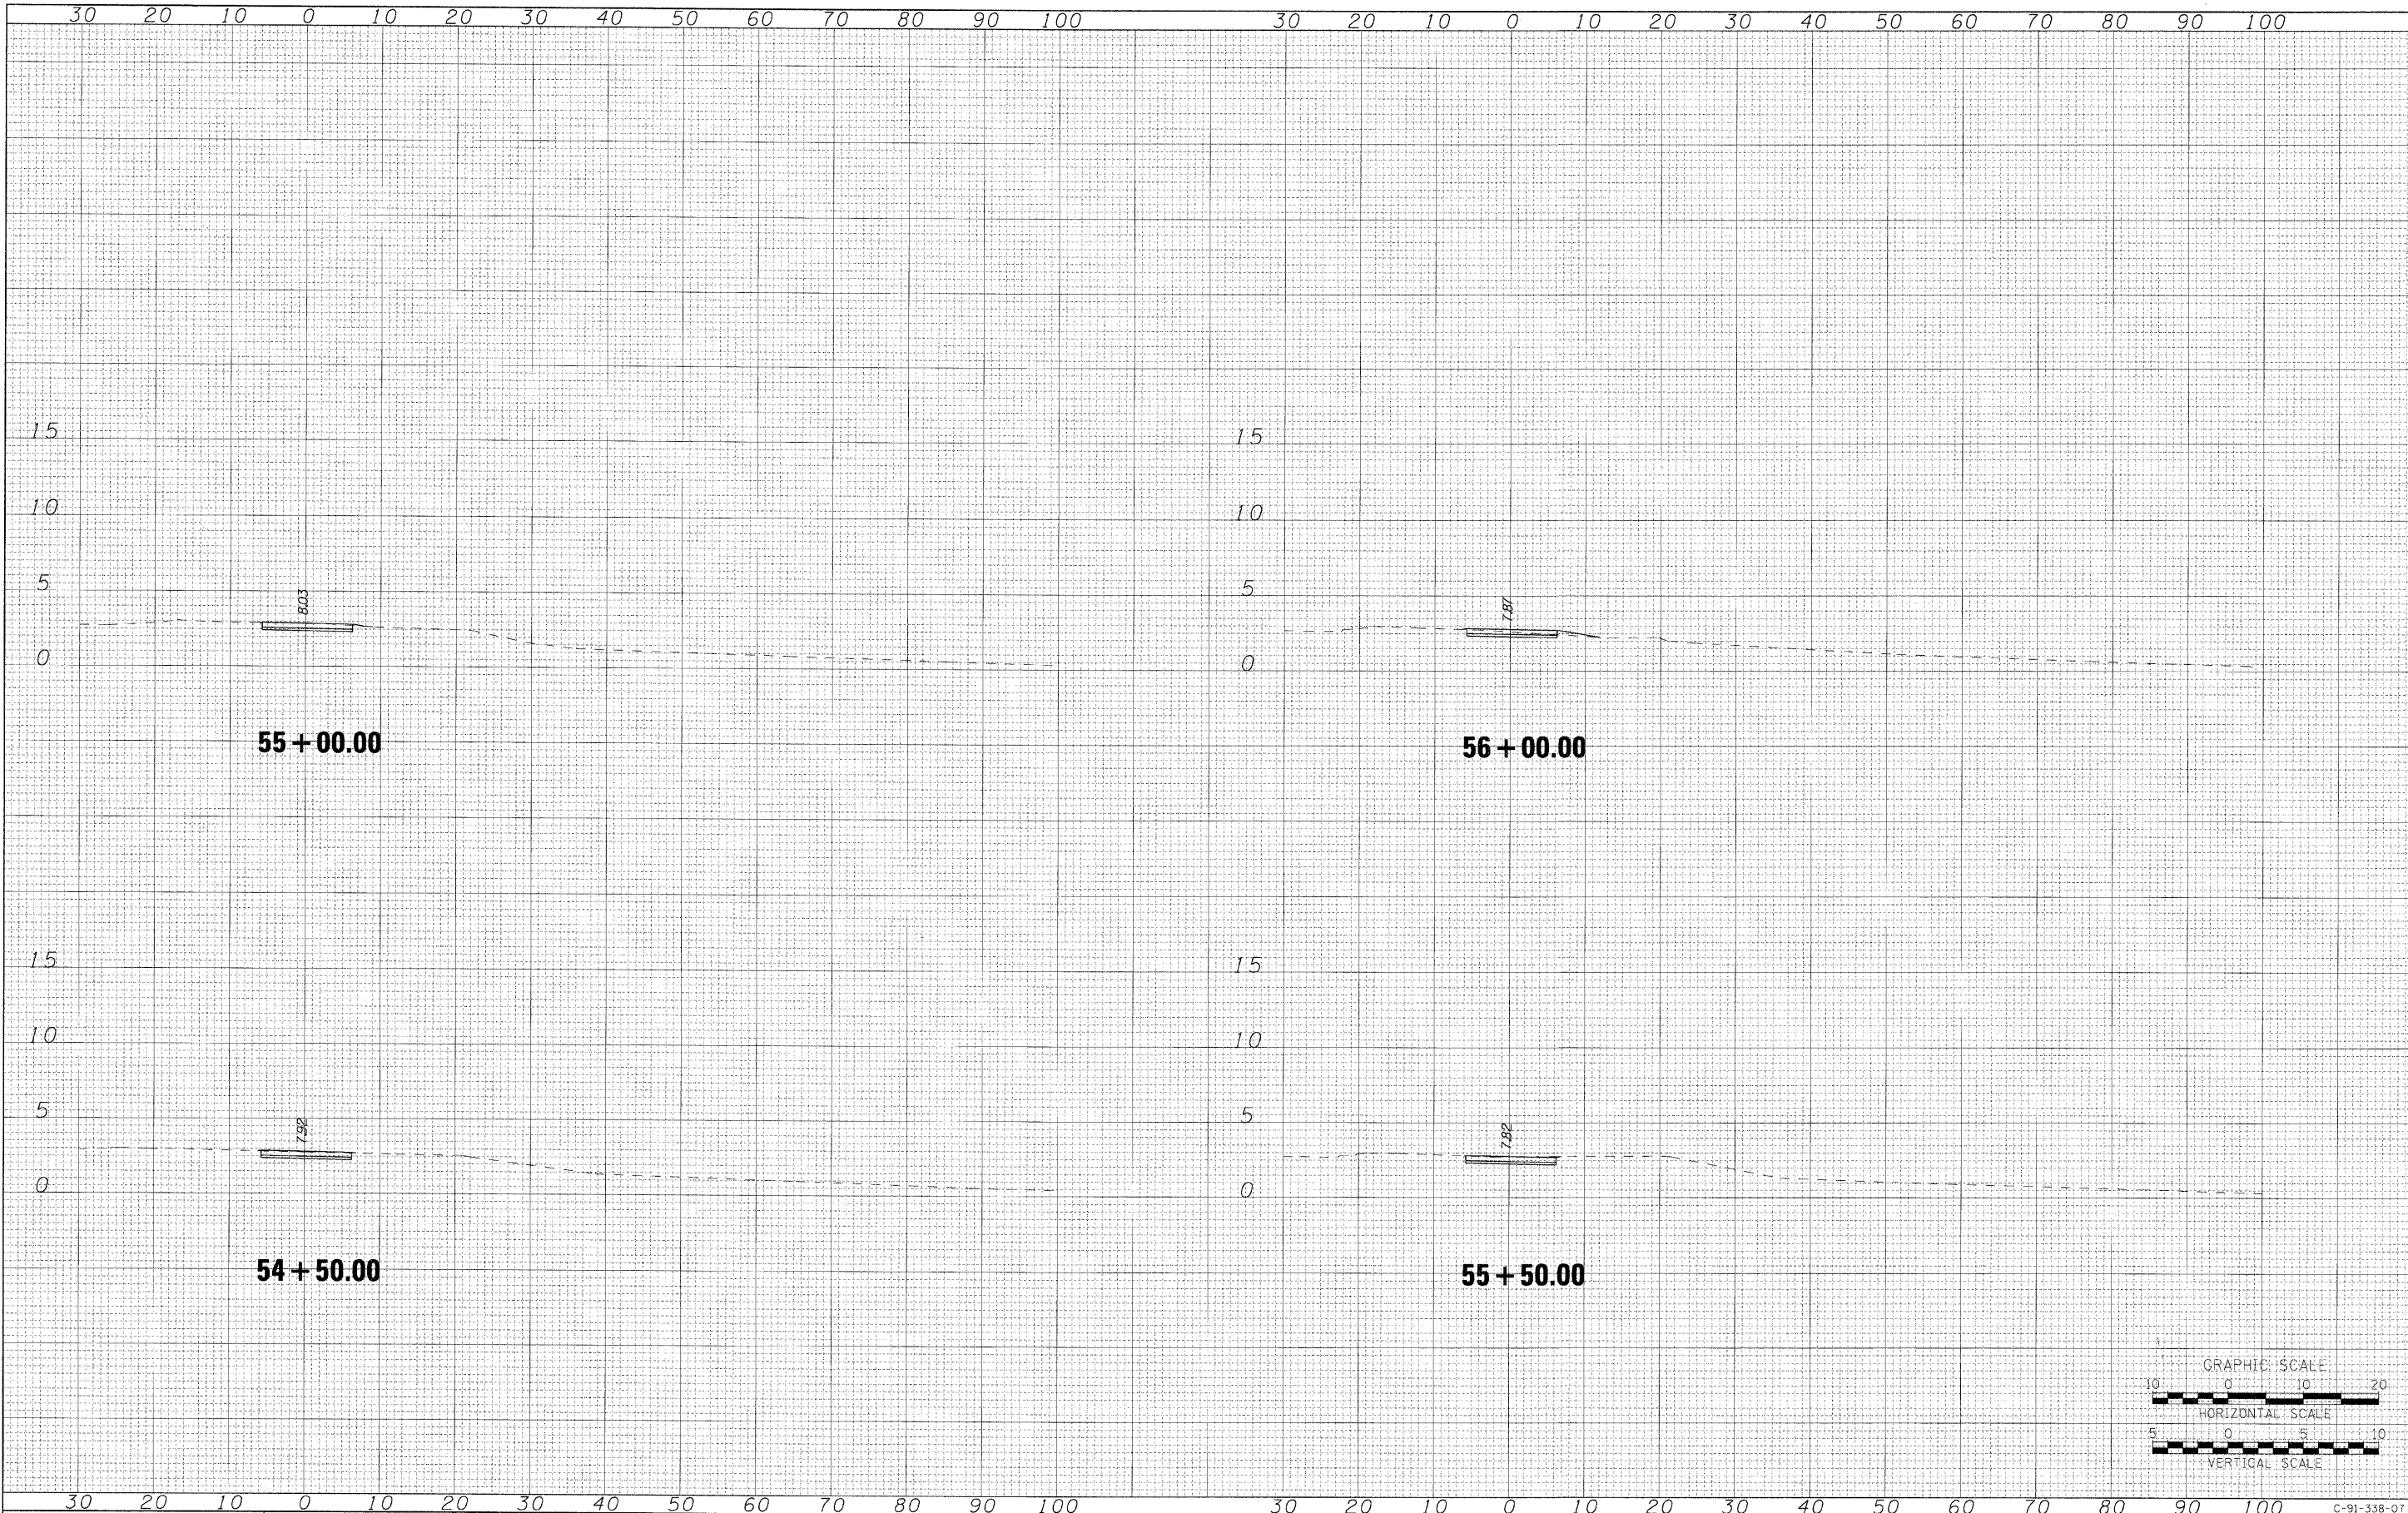 30 20 10 0 10 20 30 40 50 60 70 80 90 100 30 20 10 0 10 20 30 40 50 60 70 80 90 100
15 15
10 10
5 8.03 5 7.87
0 0
55+00.00 56+00.00
15 15
10 10
5 7.92 5 7.82
0 0
54+50.00 55+50.00
GRAPHIC SCALE
10 0 10 20
HORIZONTAL SCALE
5 0 5 10
VERTICAL SCALE
30 20 10 0 10 20 30 40 50 60 70 80 90 100 30 20 10 0 10 20 30 40 50 60 70 80 90 100
C-91-338-07